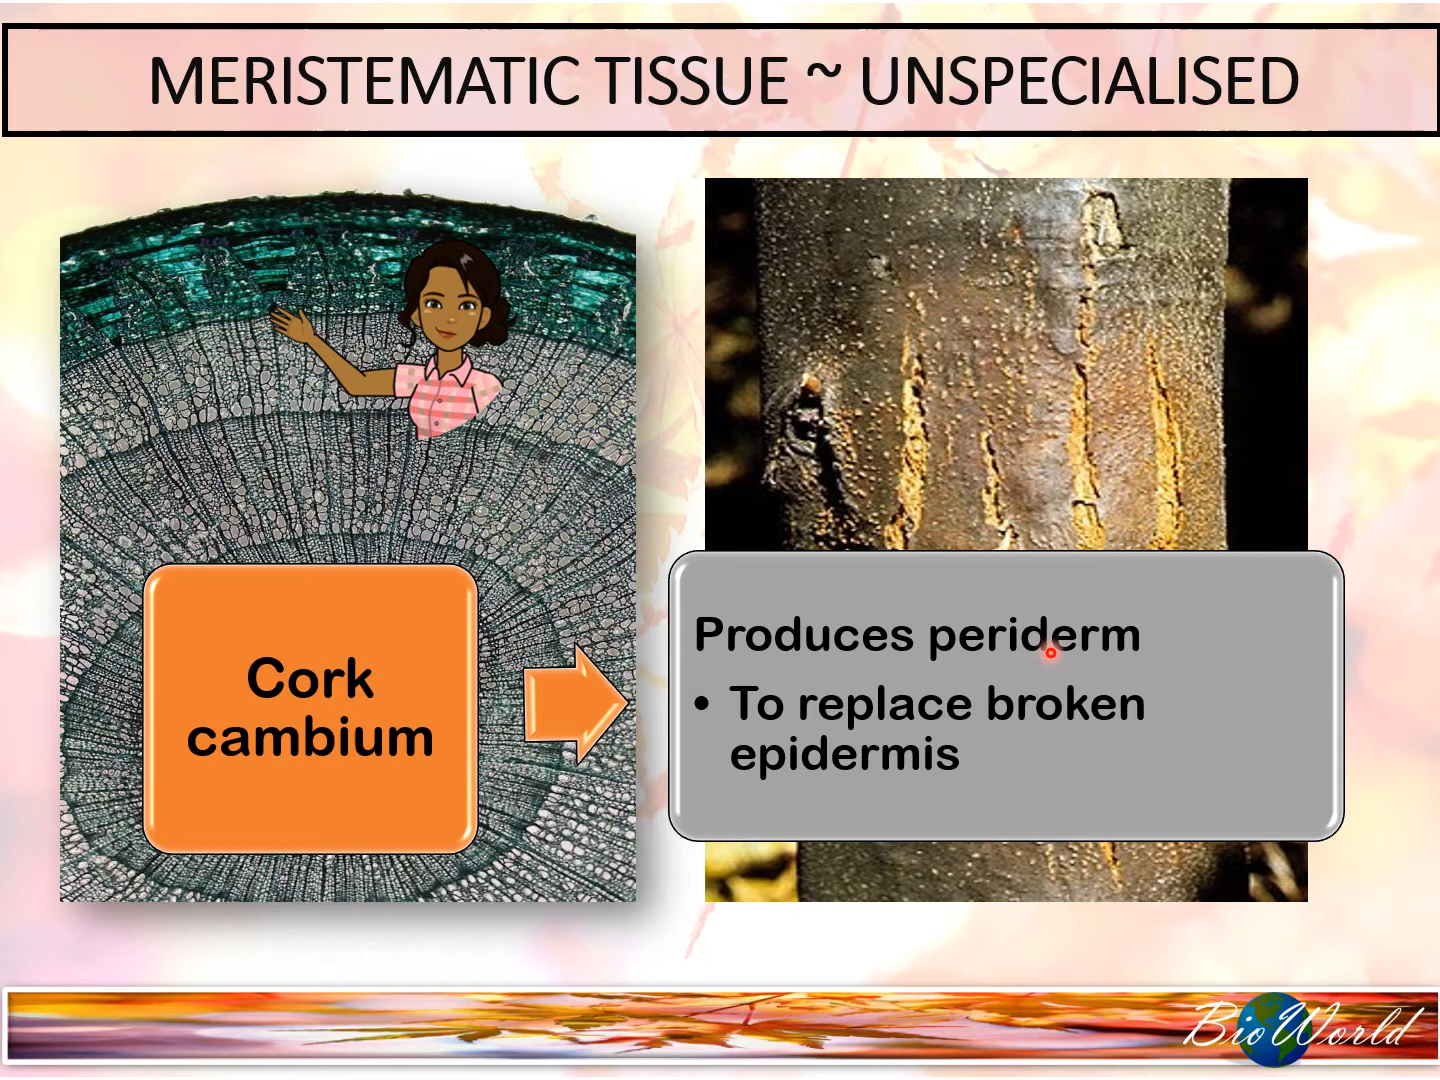 MERISTEMATIC TISSUE ~ UNSPECIALISED
Cork
cambium
Produces periderm
• To replace broken
epidermis
BioWorld